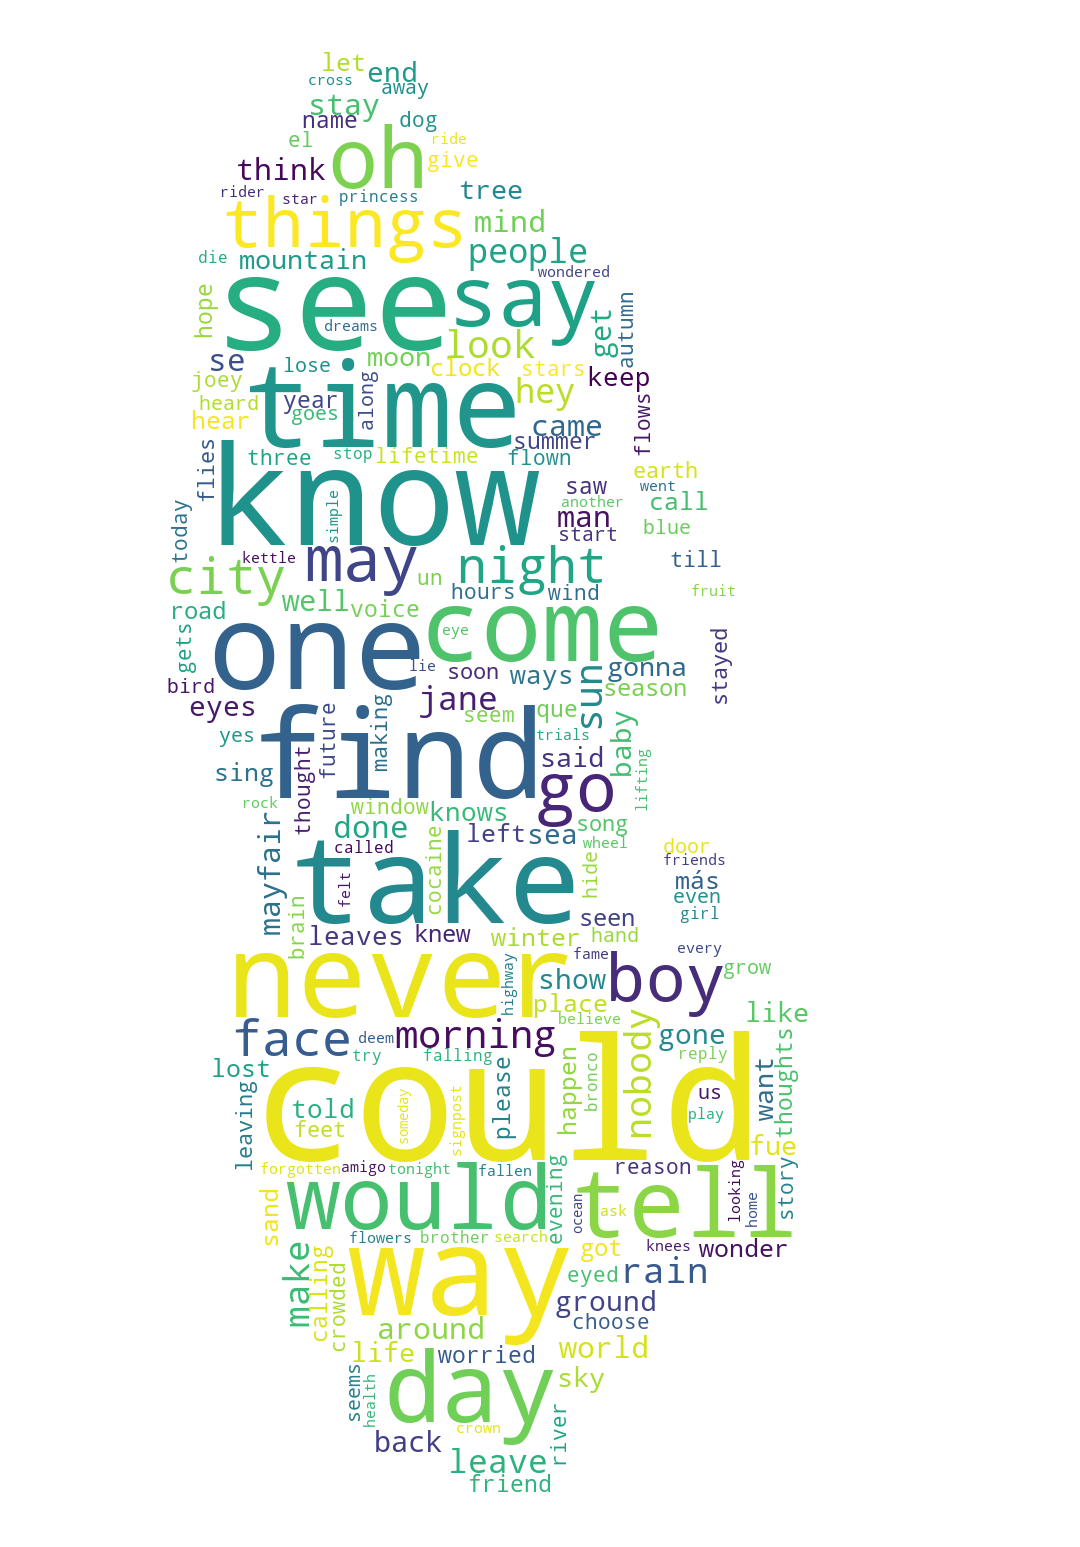 let
end
cross
away
stay
name
dog
el
oh
ride
think
give
rider
star
princess
tree
things
mind
die
mountain
people
wondered
hope
see
say
dreams
get
autumn
se
lose
moon
look
clock
stars
joey
time
hey
keep
heard
year
along
hear
goes
came
flows
summer
three
stop
lifetime
flown
earth
flies
know
saw
went
today
simple
another
call
man
start
blue
kettle
may
night
till
city
un
road
well
voice
hours
wind
fruit
gets
one
come
eye
stayed
bird
lie
soon
ways
sun
gonna
season
eyes
jane
making
seem
que
yes
future
find
trials
baby
sing
thought
said
lifting
rock
window
knows
go
mayfair
done
left
sea
song
called
take
cocaine
wheel
door
friends
felt
hide
más
even
brain
seen
girl
leaves
knew
winter
hand
never
highway
fame
every
show
boy
grow
place
face
deem
morning
believe
nobody
gone
like
lost
try
falling
please
happen
bronco
reply
want
thoughts
leaving
could
us
told
someday
signpost
play
feet
fue
forgotten
amigo
tonight
fallen
evening
reason
looking
story
sand
would
ocean
tell
ask
home
flowers
brother
search
got
knees
wonder
make
calling
crowded
way
eyed
rain
ground
around
choose
life
worried
world
seems
health
day
sky
crown
back
river
leave
friend